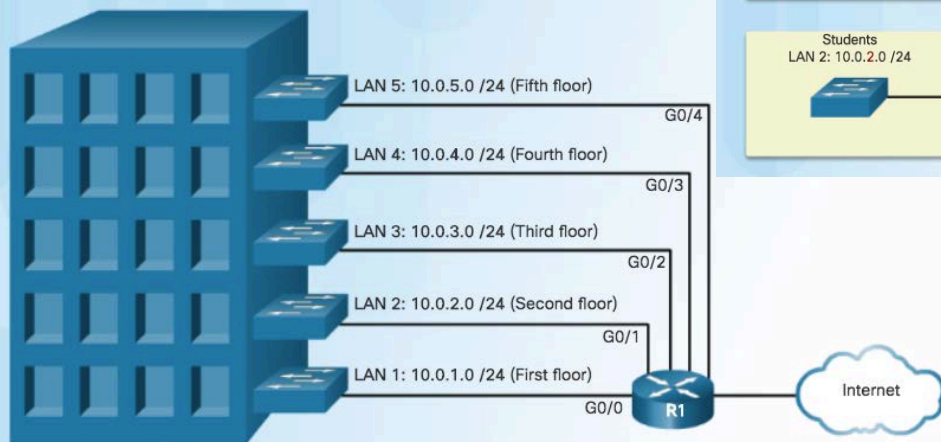 Students
LAN 2: 10.0.2.0 /24
LAN 5: 10.0.5.0 /24 (Fifth floor)
G0/4
LAN 4: 10.0.4.0 /24 (Fourth floor)
G0/3
LAN 3: 10.0.3.0 /24 (Third floor)
G0/2
LAN 2: 10.0.2.0 /24 (Second floor)
G0/1
LAN 1: 10.0.1.0 /24 (First floor)
G0/0
R1
Internet